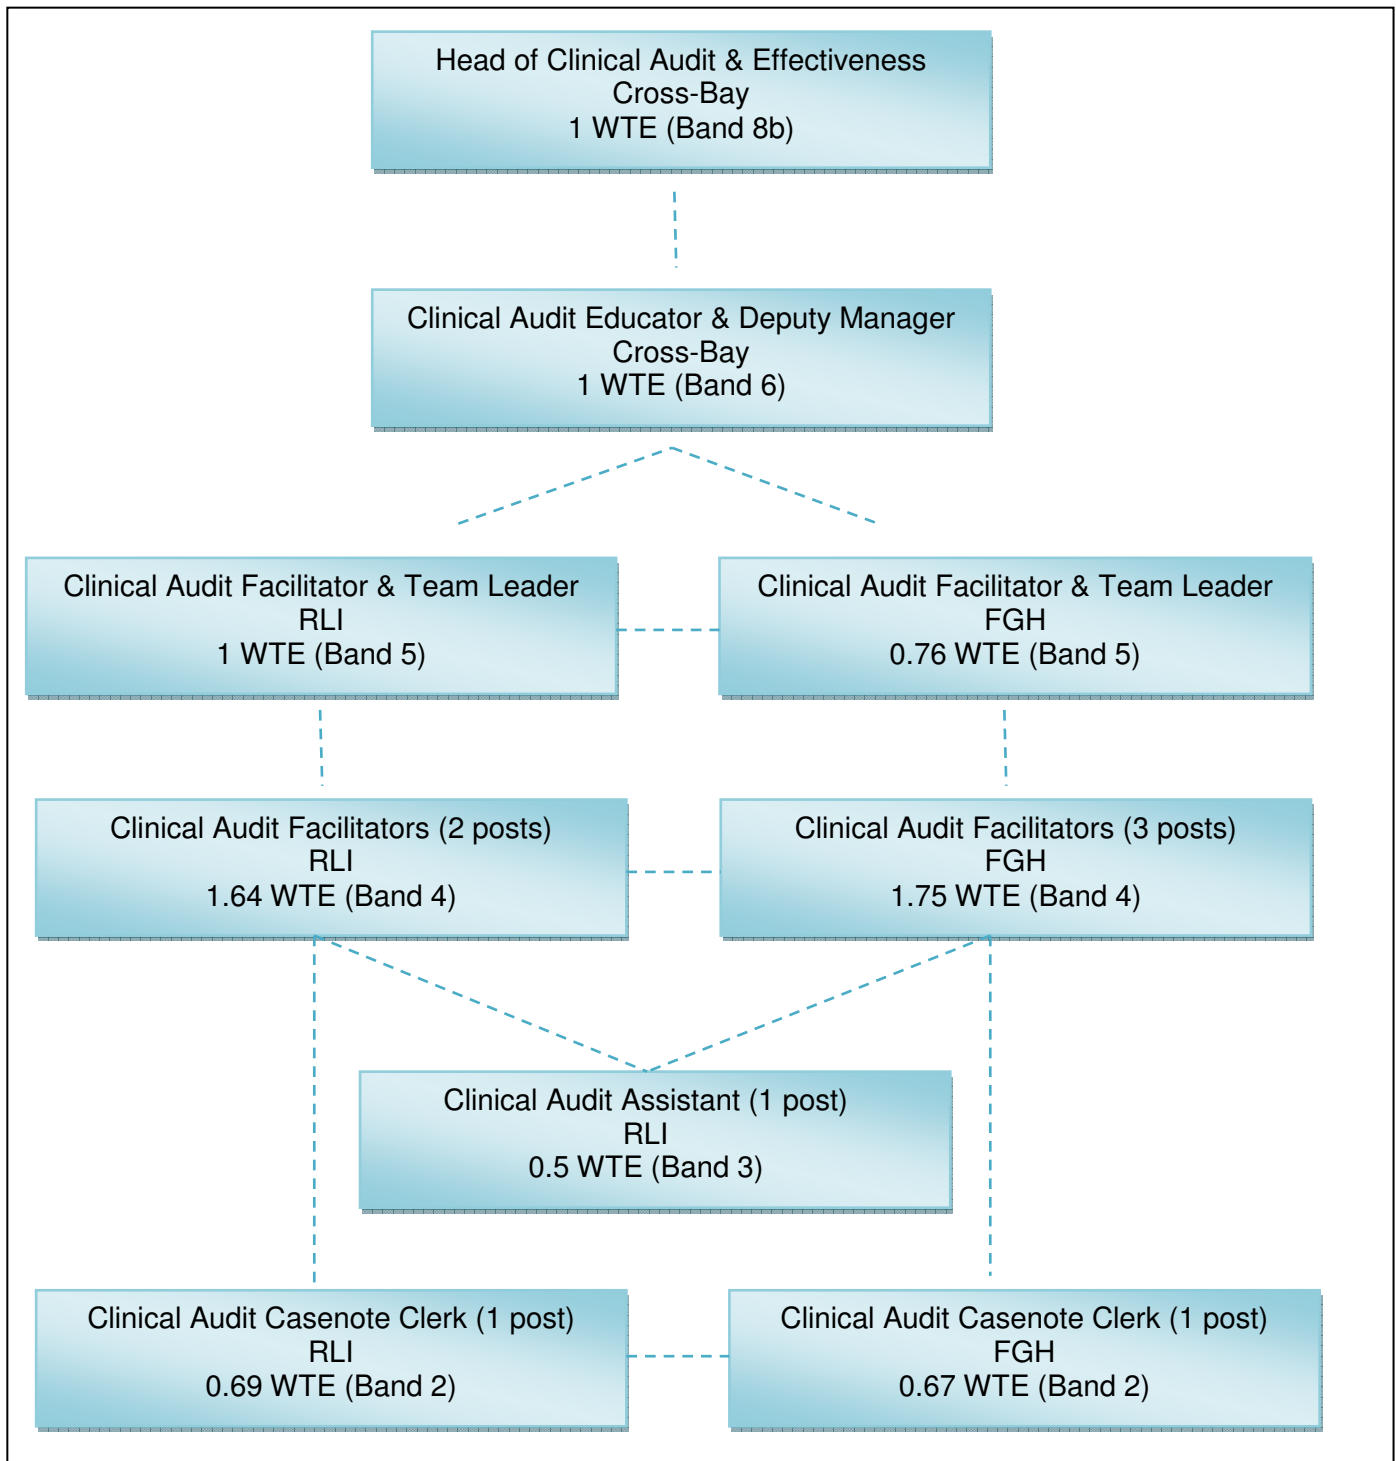 Head of Clinical Audit & Effectiveness
Cross-Bay
1 WTE (Band 8b)
Clinical Audit Educator & Deputy Manager
Cross-Bay
1 WTE (Band 6)
Clinical Audit Facilitator & Team Leader
RLI
1 WTE (Band 5)
Clinical Audit Facilitator & Team Leader
FGH
0.76 WTE (Band 5)
Clinical Audit Facilitators (2 posts)
RLI
1.64 WTE (Band 4)
Clinical Audit Facilitators (3 posts)
FGH
1.75 WTE (Band 4)
Clinical Audit Assistant (1 post)
RLI
0.5 WTE (Band 3)
Clinical Audit Casenote Clerk (1 post)
RLI
0.69 WTE (Band 2)
Clinical Audit Casenote Clerk (1 post)
FGH
0.67 WTE (Band 2)